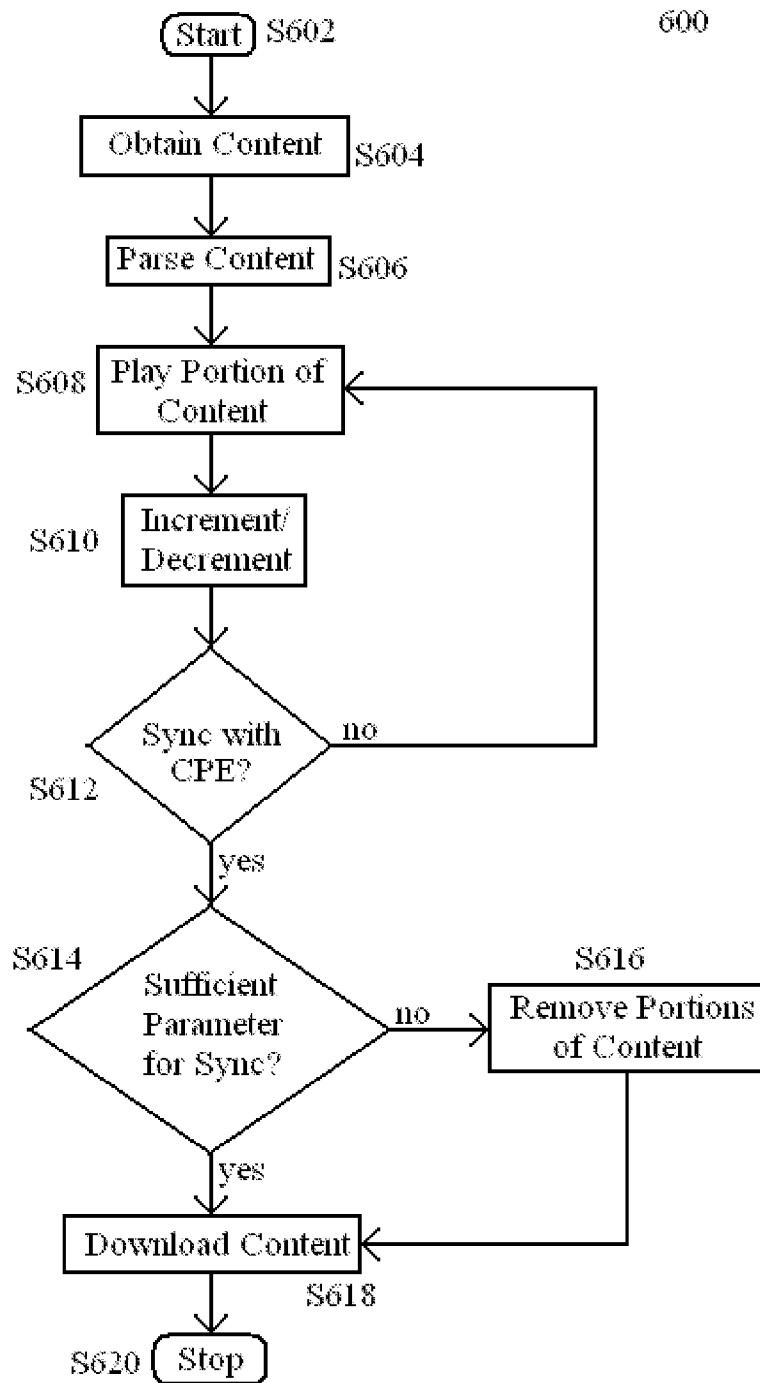 Start S602
600
Obtain Content
S604
Parse Content
S606
S608
Play Portion of
Content
S610
Increment/
Decrement
Sync with
CPE?
no
S612
yes
S614
Sufficient
Parameter
for Sync?
no
S616
Remove Portions
of Content
yes
Download Content
S618
S620
Stop